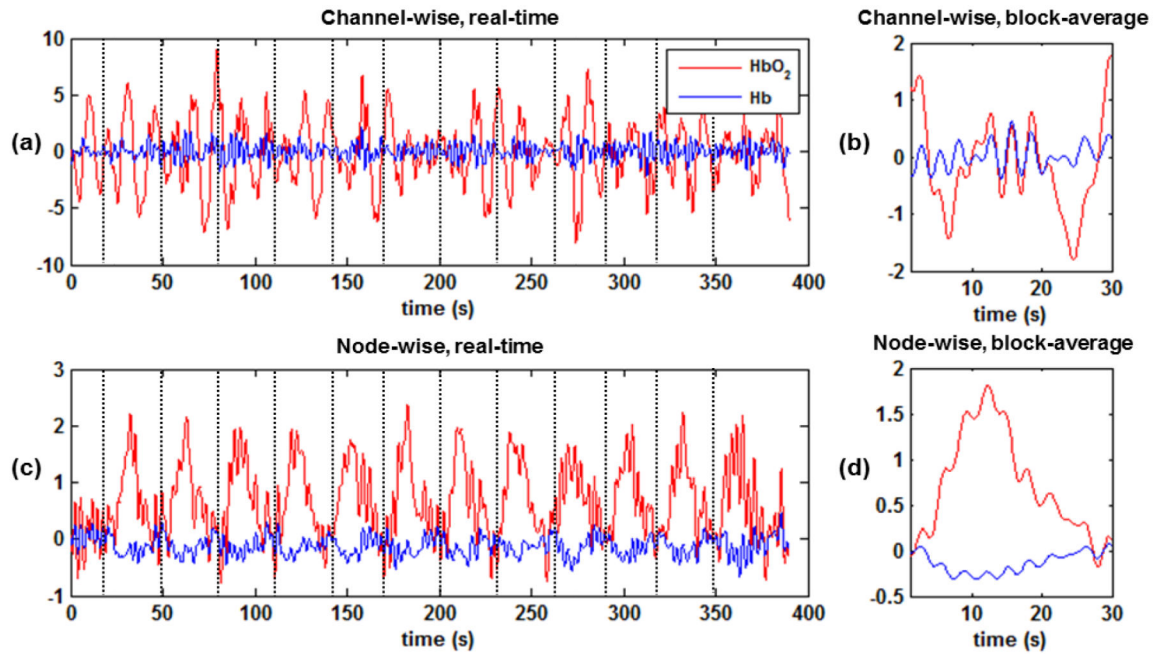 Channel-wise, real-time
Channel-wise, block-average
(a)
10
5
0
-5
-10
HbO2
Hb
0 50 100 150 200 250 300 350 400
time (s)
(b)
2
1
0
-1
-2
10 20 30
time (s)
Node-wise, real-time
Node-wise, block-average
(c)
3
2
1
0
-1
0 50 100 150 200 250 300 350 400
time (s)
(d)
2
1.5
1
0.5
0
-0.5
10 20 30
time (s)